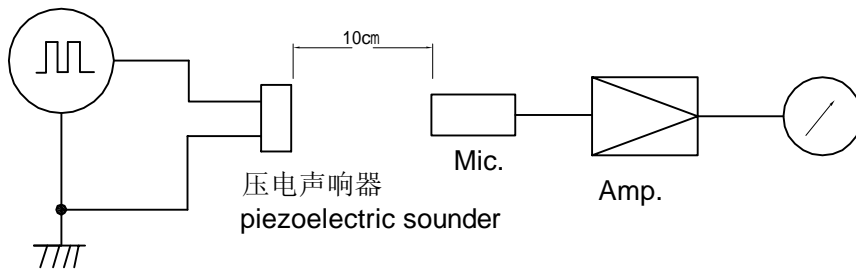 10cm
压电声响器
piezoelectric sounder
Mic.
Amp.